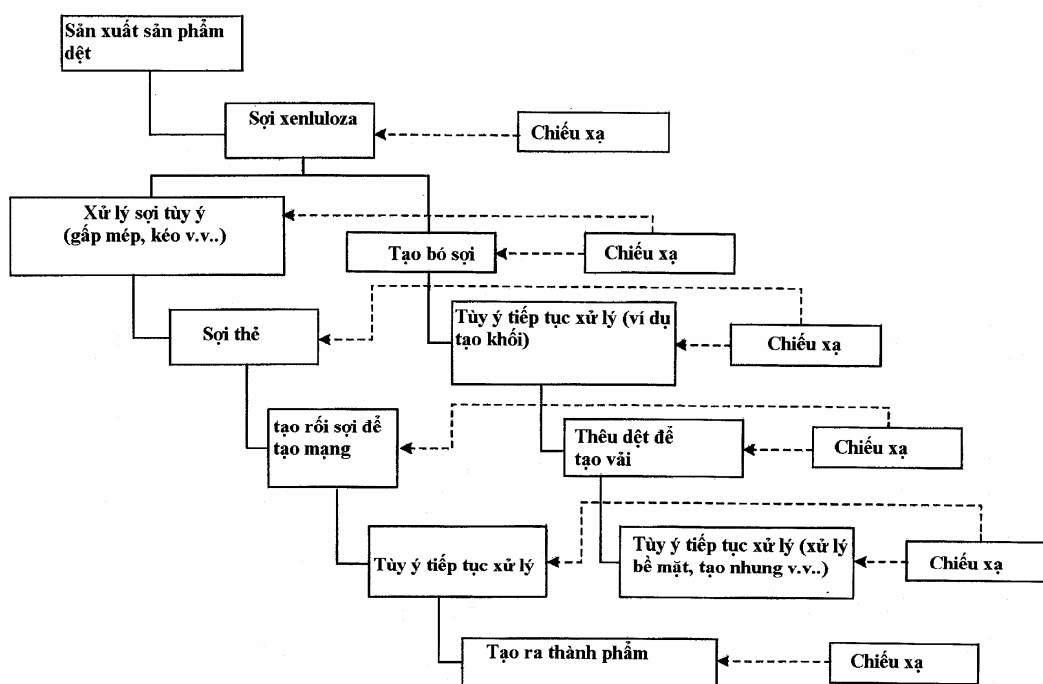 Sản xuất sản phẩm
dệt
Sợi xenluloza
Chiếu xạ
Xử lý sợi tùy ý
(gấp mép, kéo v.v..)
Tạo bó sợi
Chiếu xạ
Sợi thẻ
Tùy ý tiếp tục xử lý (ví dụ
tạo khối)
Chiếu xạ
tạo rối sợi để
tạo mạng
Thêu dệt để
tạo vải
Chiếu xạ
Tùy ý tiếp tục xử lý
Tùy ý tiếp tục xử lý (xử lý
bề mặt, tạo nhung v.v..)
Chiếu xạ
Tạo ra thành phẩm
Chiếu xạ